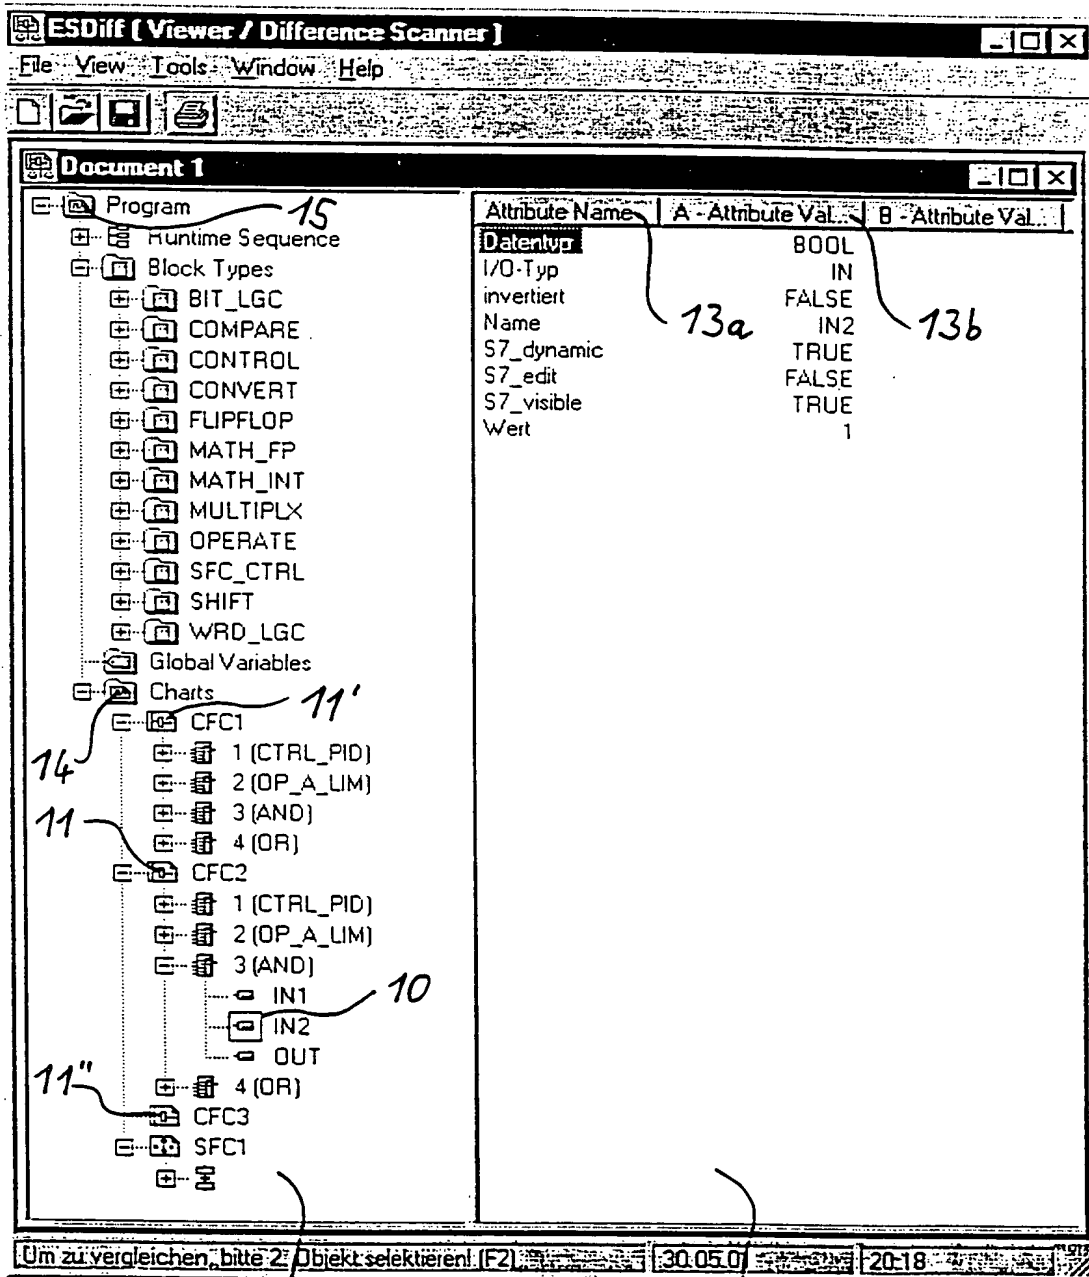 ESDiff [ Viewer / Difference Scanner ]
File View Tools Window Help
Document 1
Program
15
Runtime Sequence
Block Types
BIT_LGC
COMPARE
CONTROL
CONVERT
FLIPFLOP
MATH_FP
MATH_INT
MULTIPLX
OPERATE
SFC_CTRL
SHIFT
WRD_LGC
Global Variables
Charts
11'
CFC1
14
1 (CTRL_PID)
2 (OP_A_LIM)
3 (AND)
11
4 (OR)
CFC2
1 (CTRL_PID)
2 (OP_A_LIM)
3 (AND)
IN1
10
IN2
OUT
11"
4 (OR)
CFC3
SFC1
Attribute Name A - Attribute Val... B - Attribute Val...
Datentyp BOOL
I/O-Typ IN
invertiert FALSE
13a
13b
Name IN2
S7_dynamic TRUE
S7_edit FALSE
S7_visible TRUE
Wert 1
Um zu vergleichen, bitte 2. Objekt selektieren! (F2) 20:18